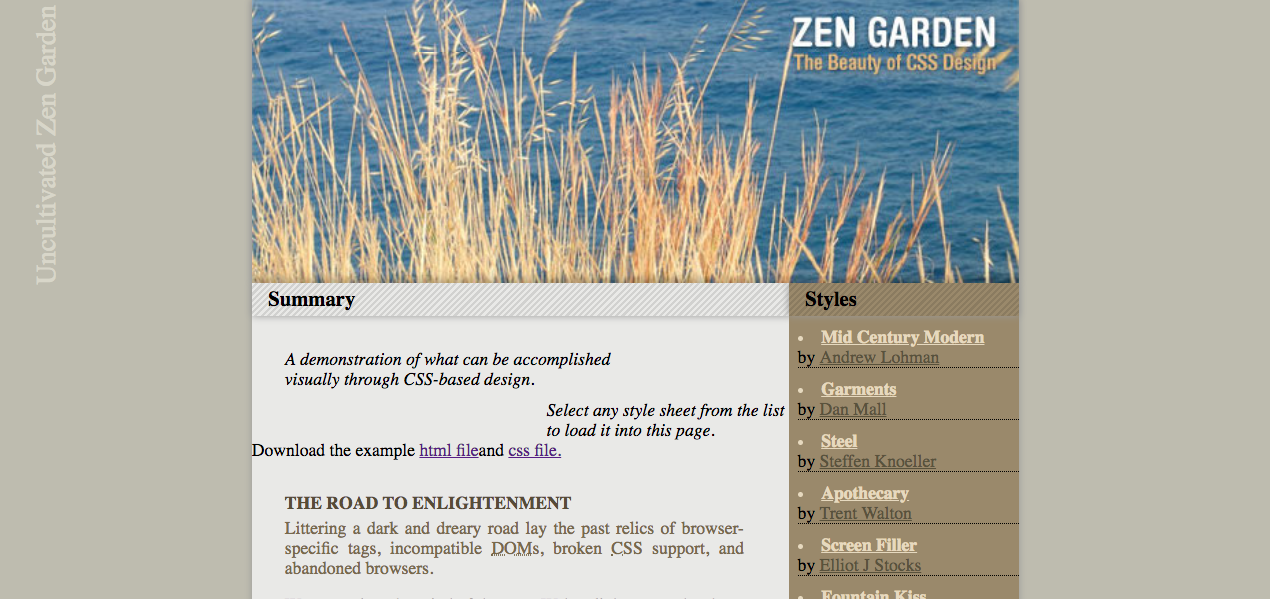 Uncultivated Zen Garden
ZEN GARDEN
The Beauty of CSS Design
Summary
A demonstration of what can be accomplished
visually through CSS-based design.
Select any style sheet from the list
to load it into this page.
Download the example html fileand css file.
THE ROAD TO ENLIGHTENMENT
Littering a dark and dreary road lay the past relics of browser-
specific tags, incompatible DOMs, broken CSS support, and
abandoned browsers.
Styles
Mid Century Modern
by Andrew Lohman
Garments
by Dan Mall
Steel
by Steffen Knoeller
Apothecary
by Trent Walton
Screen Filler
by Elliot J Stocks
Fountain Kiss